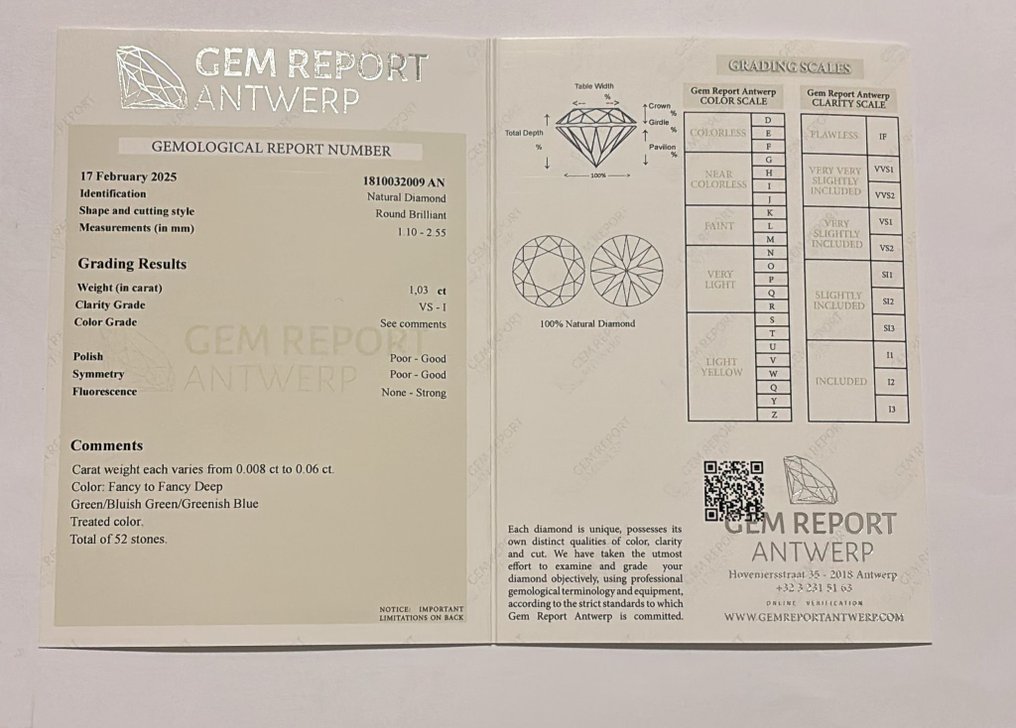 GEM REPORT
ANTWERP
GEMOLOGICAL REPORT NUMBER
17 February 2025 1810032009 AN
Identification Natural Diamond
Shape and cutting style Round Brilliant
Measurements (in mm) 1.10 - 2.55
Grading Results
Weight (in carat) 1,03 ct
Clarity Grade VS - I
Color Grade See comments
GEM REPORT
ANTWERP
Polish Poor - Good
Symmetry Poor - Good
Fluorescence None - Strong
Comments
Carat weight each varies from 0.008 ct to 0.06 ct.
Color: Fancy to Fancy Deep
Green/Bluish Green/Greenish Blue
Treated color.
Total of 52 stones.
NOTICE: IMPORTANT
LIMITATIONS ON BACK
Table Width
%
Crown
%
Girdle
%
Total Depth
%
Pavilion
%
100%
100% Natural Diamond
Each diamond is unique, possesses its
own distinct qualities of color, clarity
and cut. We have taken the utmost
effort to examine and grade your
diamond objectively, using professional
gemological terminology and equipment,
according to the strict standards to which
Gem Report Antwerp is committed.
GRADING SCALES
Gem Report Antwerp
COLOR SCALE
COLORLESS
D
E
F
NEAR
COLORLESS
G
H
I
J
FAINT
K
L
M
VERY
LIGHT
N
O
P
Q
R
LIGHT
YELLOW
S
T
U
V
W
Q
Y
Z
Gem Report Antwerp
CLARITY SCALE
FLAWLESS
IF
VERY VERY
SLIGHTLY
INCLUDED
VVS1
VVS2
VERY
SLIGHTLY
INCLUDED
VS1
VS2
SLIGHTLY
INCLUDED
SI1
SI2
SI3
INCLUDED
I1
I2
I3
GEM REPORT
ANTWERP
Hoveniersstraat 35 - 2018 Antwerp
+32 3 231 51 63
ONLINE VERIFICATION
WWW.GEMREPORTANTWERP.COM